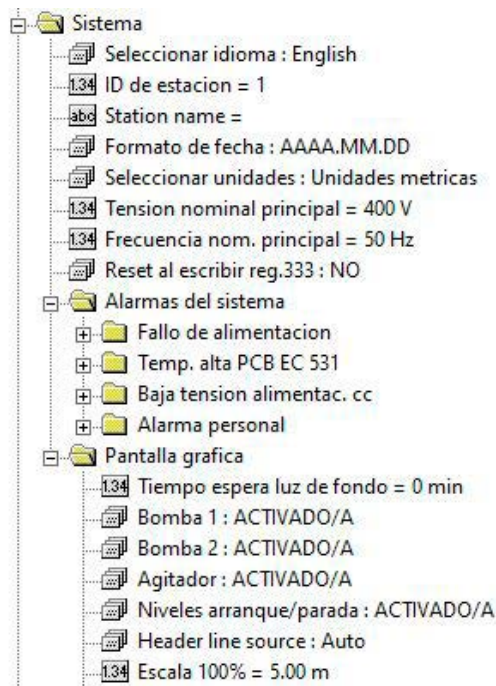 Sistema
Seleccionar idioma : English
1.34 ID de estacion = 1
abc Station name =
Formato de fecha : AAAA.MM.DD
Seleccionar unidades : Unidades metricas
1.34 Tension nominal principal = 400 V
1.34 Frecuencia nom. principal = 50 Hz
Reset al escribir reg.333 : NO
Alarmas del sistema
Fallo de alimentacion
Temp. alta PCB EC 531
Baja tension alimentac. cc
Alarma personal
Pantalla grafica
1.34 Tiempo espera luz de fondo = 0 min
Bomba 1 : ACTIVADO/A
Bomba 2 : ACTIVADO/A
Agitador : ACTIVADO/A
Niveles arranque/parada : ACTIVADO/A
Header line source : Auto
1.34 Escala 100% = 5.00 m